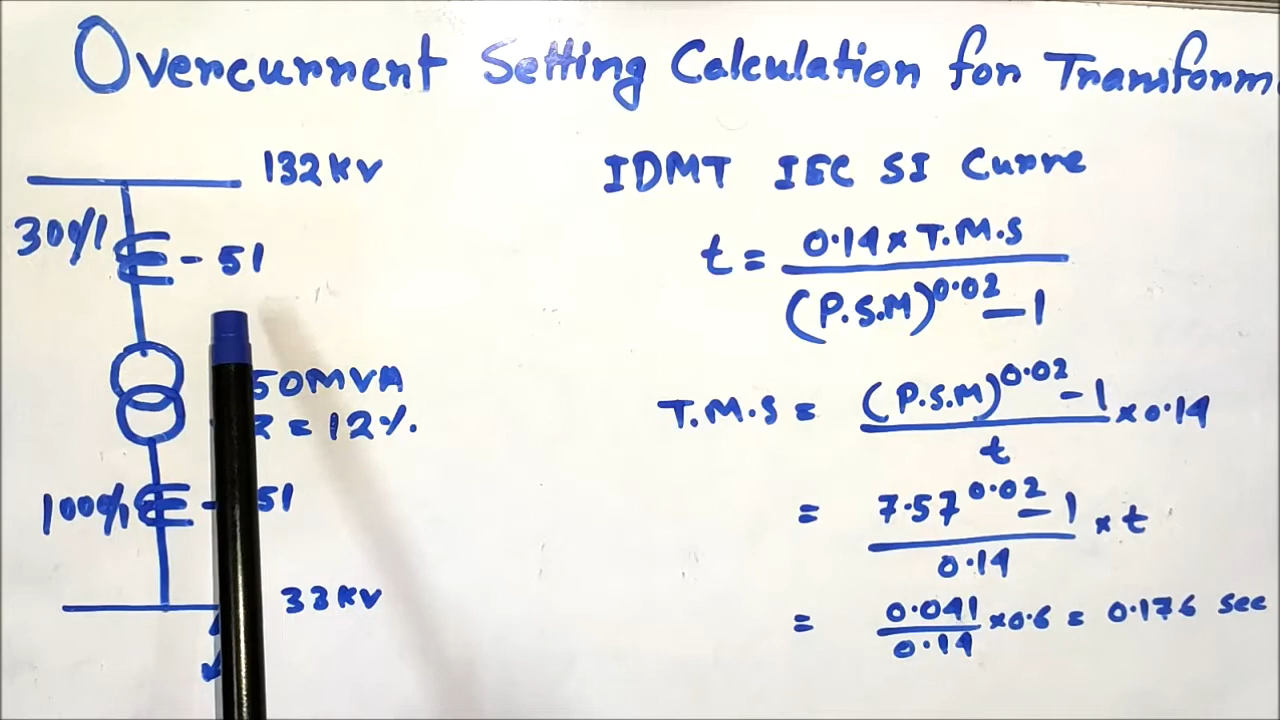 Overcurrent Setting Calculation for Transform
132KV
300/1
- 51
50MVA
Z = 12%.
1000/1
- 51
33KV
IDMT IEC SI Curve
t = 0.14 x T.M.S
(P.S.M)^0.02 - 1
T.M.S = (P.S.M)^0.02 - 1 x 0.14
t
= 7.57^0.02 - 1 x t
0.14
= 0.041 x 0.6 = 0.176 sec
0.14